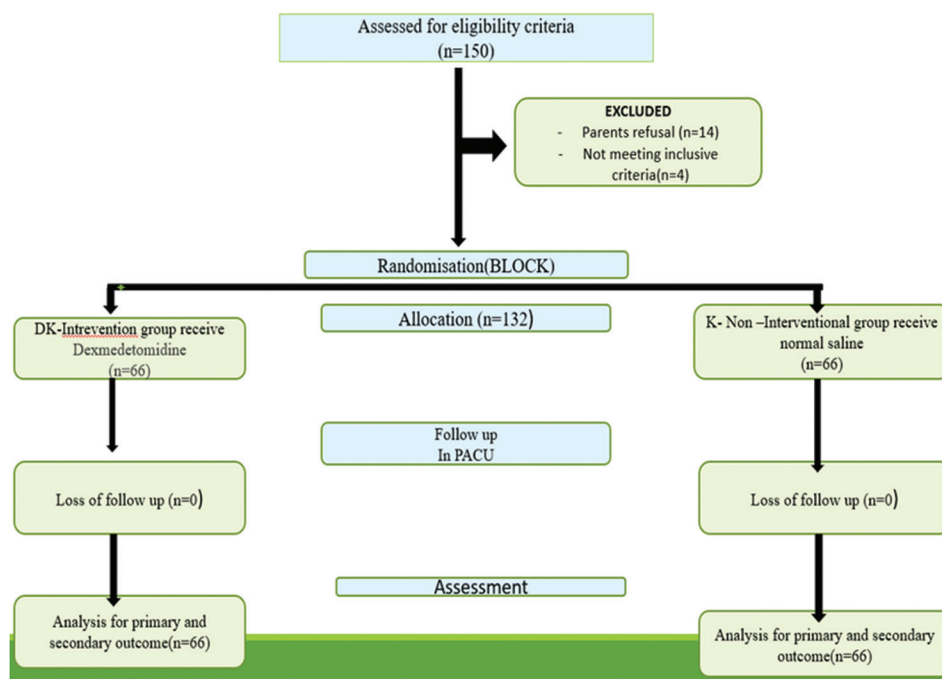 Assessed for eligibility criteria
(n=150)
EXCLUDED
- Parents refusal (n=14)
- Not meeting inclusive
criteria(n=4)
Randomisation(BLOCK)
DK-Intrevention group receive
Dexmedetomidine
(n=66)
Allocation (n=132)
K- Non –Interventional group receive
normal saline
(n=66)
Follow up
In PACU
Loss of follow up (n=0)
Loss of follow up (n=0)
Assessment
Analysis for primary and
secondary outcome(n=66)
Analysis for primary and secondary
outcome(n=66)